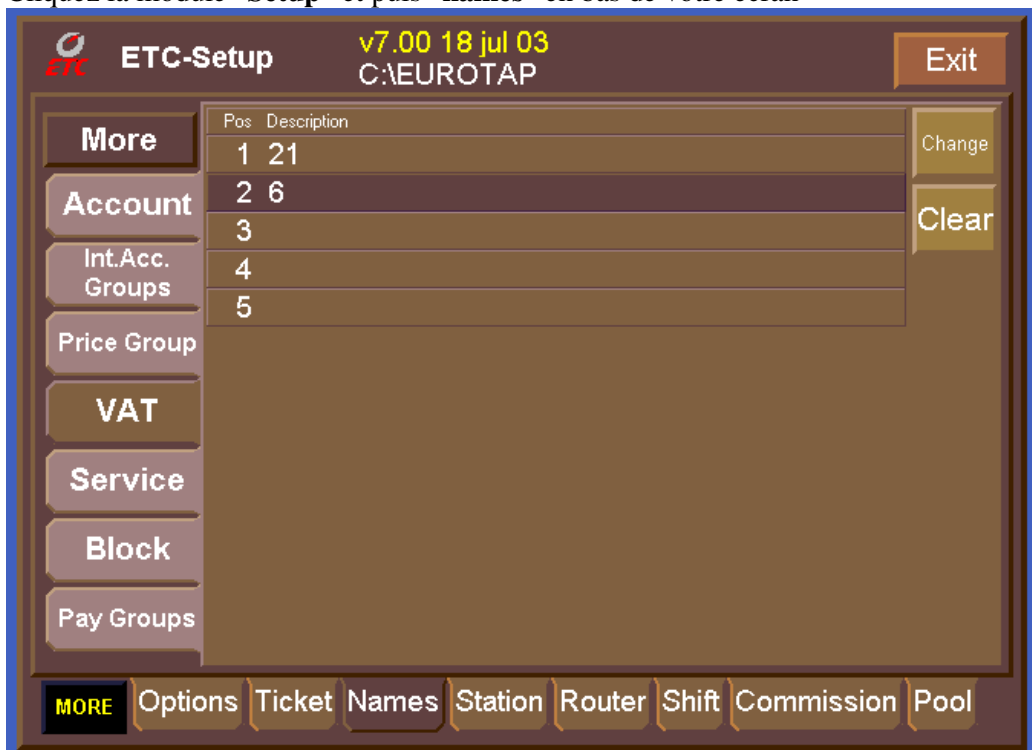 Cliquez la module "Setup" et puis "names" en bas de votre écran
ETC
ETC-Setup
v7.00 18 jul 03
C:\EUROTAP
Exit
More
Account
Int.Acc.
Groups
Price Group
VAT
Service
Block
Pay Groups
Pos Description
1 21
2 6
3
4
5
Change
Clear
MORE Options Ticket Names Station Router Shift Commission Pool